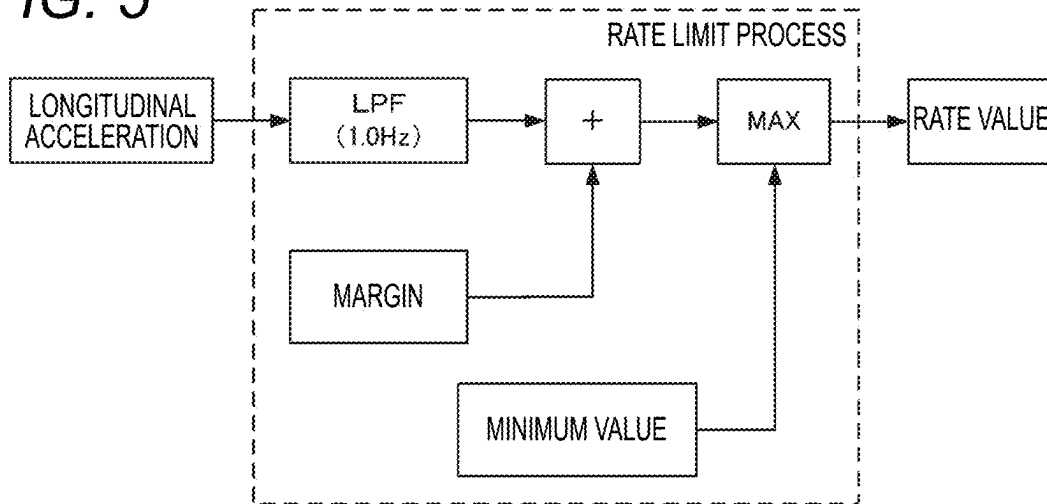 IG. 5
RATE LIMIT PROCESS
LONGITUDINAL
ACCELERATION
LPF
(1.0Hz)
+
MAX
RATE VALUE
MARGIN
MINIMUM VALUE